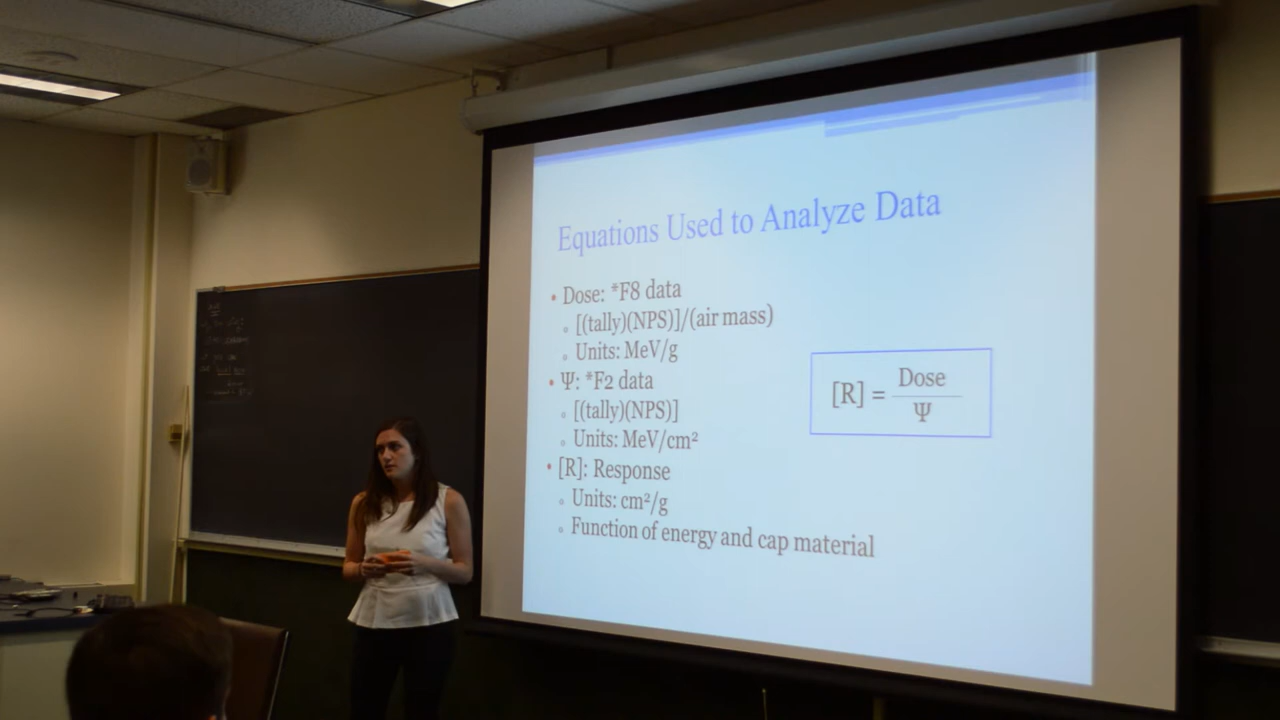 Equations Used to Analyze Data
• Dose: *F8 data
◦ [(tally)(NPS)]/(air mass)
◦ Units: MeV/g
• Ψ: *F2 data
◦ [(tally)(NPS)]
◦ Units: MeV/cm²
• [R]: Response
◦ Units: cm²/g
◦ Function of energy and cap material
[R] = Dose
Ψ